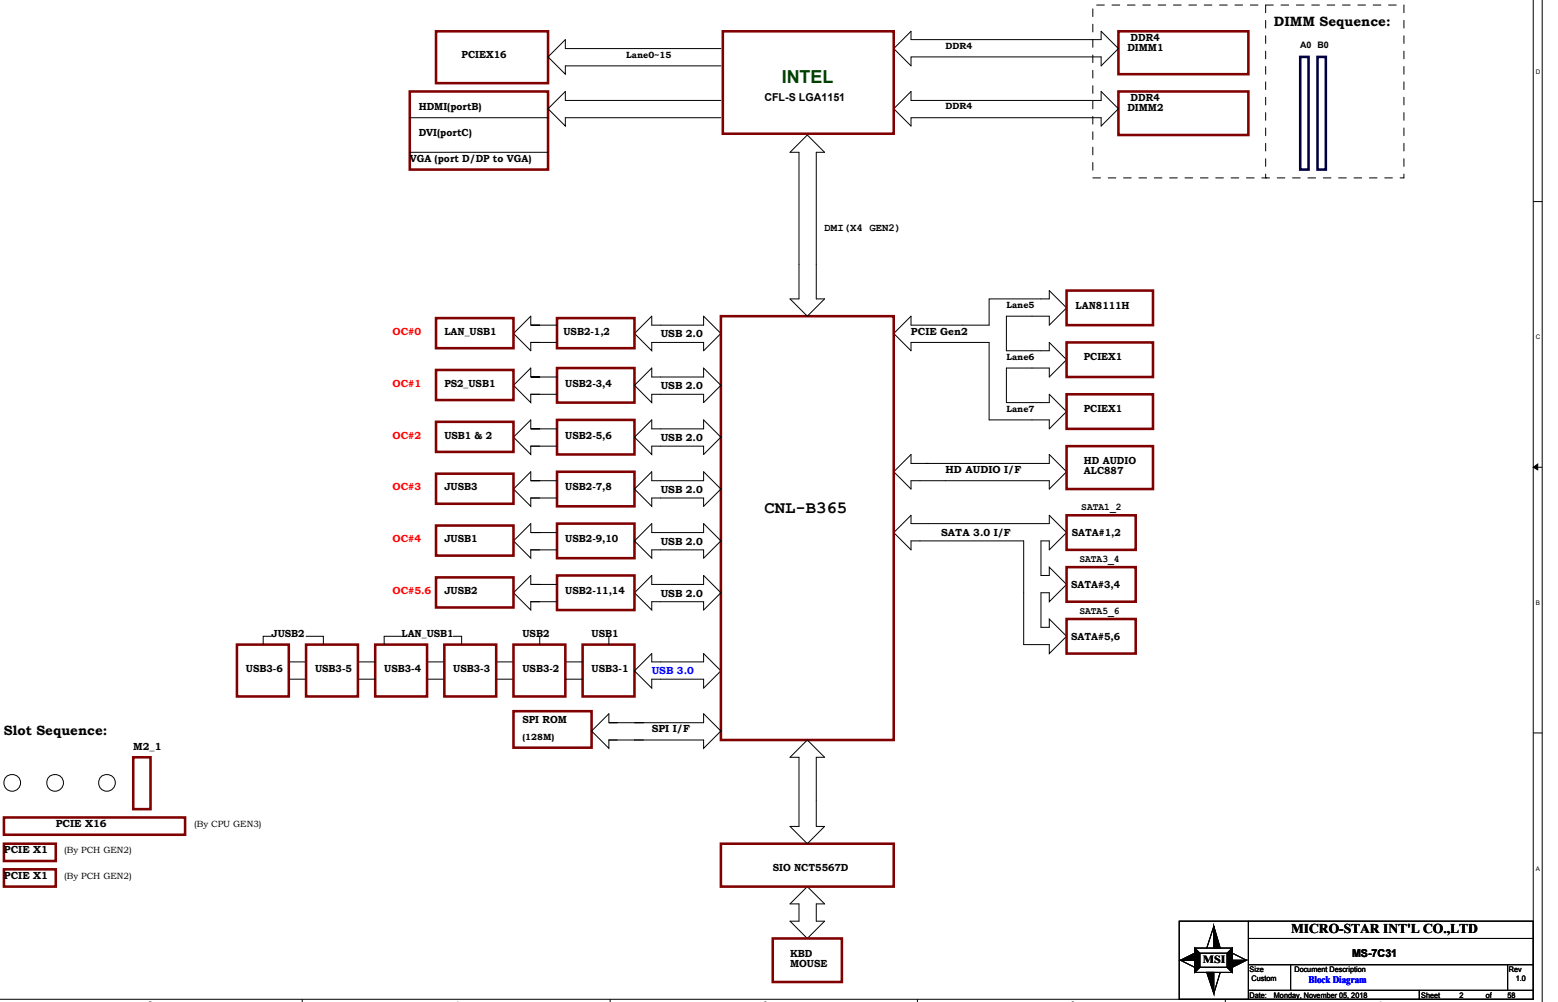 DIMM Sequence:
A0 B0
PCIEX16
Lane0~15
INTEL
CFL-S LGA1151
DDR4
DDR4
DIMM1
HDMI(portB)
DVI(portC)
VGA (port D/DP to VGA)
DDR4
DDR4
DIMM2
DMI(X4 GEN2)
OC#0
LAN_USB1
USB2-1,2
USB 2.0
OC#1
PS2_USB1
USB2-3,4
USB 2.0
OC#2
USB1 & 2
USB2-5,6
USB 2.0
OC#3
JUSB3
USB2-7,8
USB 2.0
OC#4
JUSB1
USB2-9,10
USB 2.0
OC#5.6
JUSB2
USB2-11,14
USB 2.0
CNL-B365
PCIE Gen2
Lane5
LAN8111H
Lane6
PCIEX1
Lane7
PCIEX1
HD AUDIO I/F
HD AUDIO
ALC887
SATA 3.0 I/F
SATA1_2
SATA#1,2
SATA3_4
SATA#3,4
SATA5_6
SATA#5,6
JUSB2
LAN_USB1
USB2
USB1
USB3-6
USB3-5
USB3-4
USB3-3
USB3-2
USB3-1
USB 3.0
SPI ROM
(128M)
SPI I/F
Slot Sequence:
M2_1
PCIE X16
(By CPU GEN3)
PCIE X1
(By PCH GEN2)
PCIE X1
(By PCH GEN2)
SIO NCT5567D
KBD
MOUSE
D
C
B
A
MSI
MICRO-STAR INT'L CO.,LTD
MS-7C31
Size
Custom
Document Description
Block Diagram
Rev
1.0
Date: Monday, November 05, 2018
Sheet 2 of 58